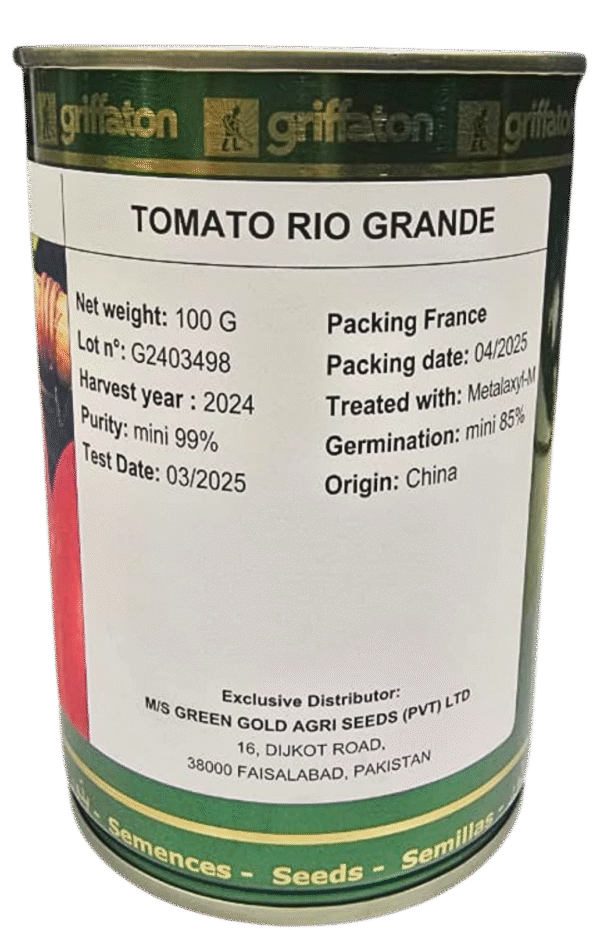 griffaton griffaton griffaton
TOMATO RIO GRANDE
Net weight: 100 G
Lot n°: G2403498
Harvest year : 2024
Purity: mini 99%
Test Date: 03/2025
Packing France
Packing date: 04/2025
Treated with: Metalaxyl-M
Germination: mini 85%
Origin: China
Exclusive Distributor:
M/S GREEN GOLD AGRI SEEDS (PVT) LTD
16, DIJKOT ROAD,
38000 FAISALABAD, PAKISTAN
- Semences - Seeds - Semillas -